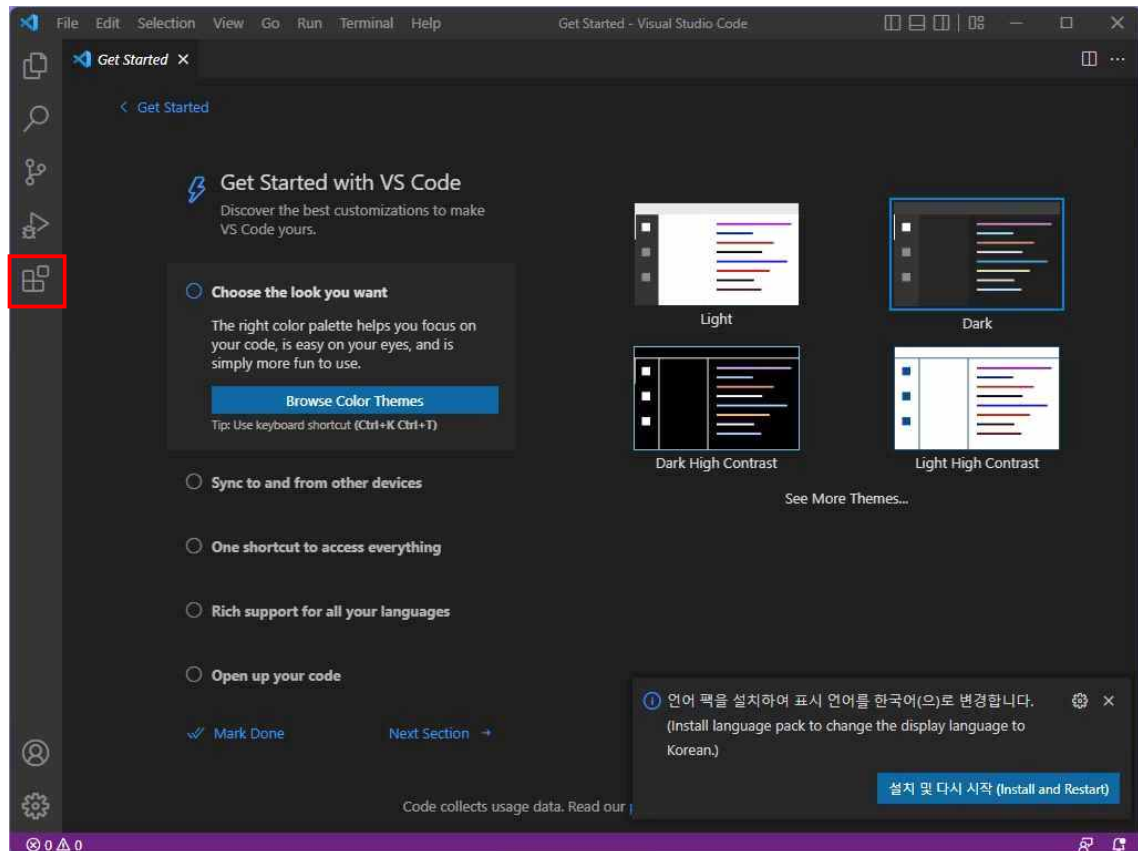 File Edit Selection View Go Run Terminal Help Get Started - Visual Studio Code
Get Started
Get Started
Get Started with VS Code
Discover the best customizations to make
VS Code yours.
Choose the look you want
The right color palette helps you focus on
your code, is easy on your eyes, and is
simply more fun to use.
Browse Color Themes
Tip: Use keyboard shortcut (Ctrl+K Ctrl+T)
Sync to and from other devices
One shortcut to access everything
Rich support for all your languages
Open up your code
Mark Done Next Section
Light
Dark
Dark High Contrast
Light High Contrast
See More Themes...
Code collects usage data. Read our
언어 팩을 설치하여 표시 언어를 한국어(으)로 변경합니다.
(Install language pack to change the display language to
Korean.)
설치 및 다시 시작 (Install and Restart)
0 0